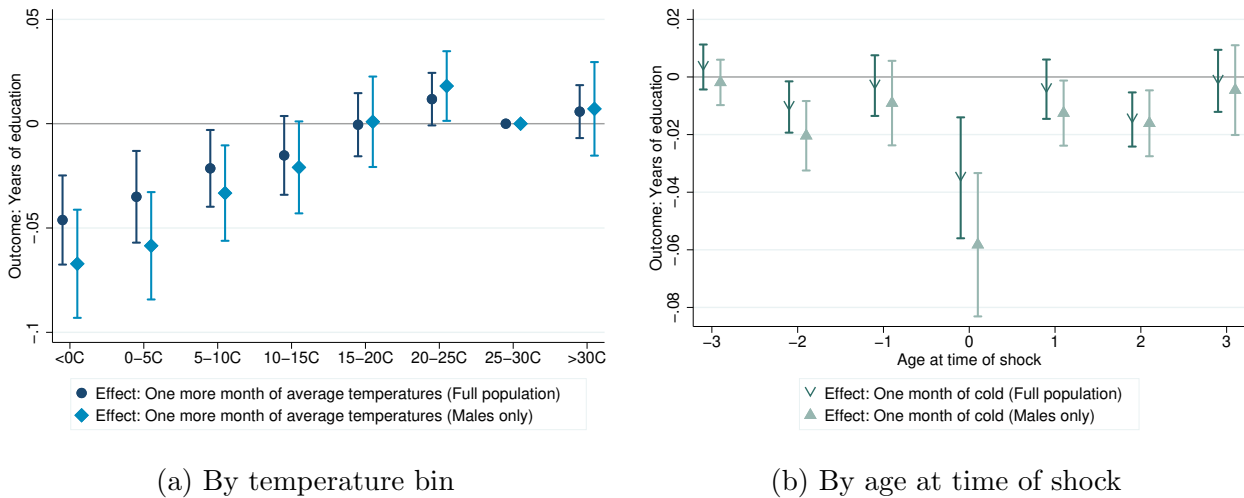 .05
0
-.05
-.1
Outcome: Years of education
<0C
0-5C
5-10C
10-15C
15-20C
20-25C
25-30C
>30C
Effect: One more month of average temperatures (Full population)
Effect: One more month of average temperatures (Males only)
(a) By temperature bin
.02
0
-.02
-.04
-.06
-.08
Outcome: Years of education
-3
-2
-1
0
1
2
3
Age at time of shock
Effect: One month of cold (Full population)
Effect: One month of cold (Males only)
(b) By age at time of shock